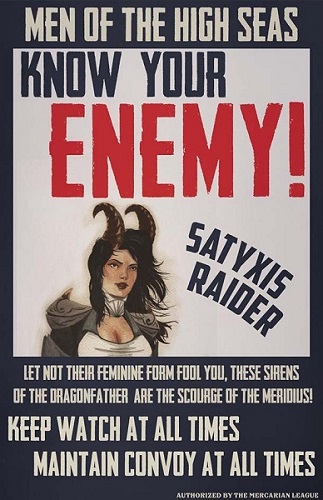 MEN OF THE HIGH SEAS
KNOW YOUR
ENEMY!
SATYXIS
RAIDER
LET NOT THEIR FEMININE FORM FOOL YOU, THESE SIRENS
OF THE DRAGONFATHER ARE THE SCOURGE OF THE MERIDIUS!
KEEP WATCH AT ALL TIMES
MAINTAIN CONVOY AT ALL TIMES
AUTHORIZED BY THE MERCARIAN LEAGUE